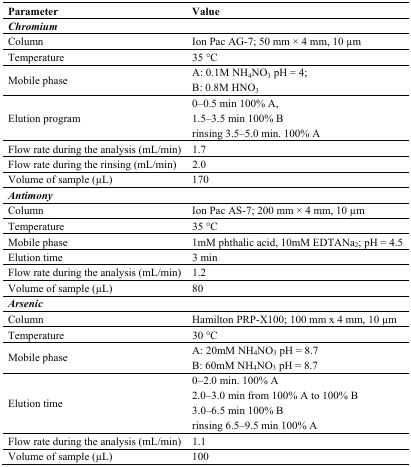 Parameter Value
Chromium
Column Ion Pac AG-7; 50 mm × 4 mm, 10 µm
Temperature 35 °C
Mobile phase A: 0.1M NH₄NO₃ pH = 4;
B: 0.8M HNO₃
Elution program 0–0.5 min 100% A,
1.5–3.5 min 100% B
rinsing 3.5–5.0 min. 100% A
Flow rate during the analysis (mL/min) 1.7
Flow rate during the rinsing (mL/min) 2.0
Volume of sample (µL) 170
Antimony
Column Ion Pac AS-7; 200 mm × 4 mm, 10 µm
Temperature 35 °C
Mobile phase 1mM phthalic acid, 10mM EDTANa₂; pH = 4.5
Elution time 3 min
Flow rate during the analysis (mL/min) 1.2
Volume of sample (µL) 80
Arsenic
Column Hamilton PRP-X100; 100 mm x 4 mm, 10 µm
Temperature 30 °C
Mobile phase A: 20mM NH₄NO₃ pH = 8.7
B: 60mM NH₄NO₃ pH = 8.7
Elution time 0–2.0 min. 100% A
2.0–3.0 min from 100% A to 100% B
3.0–6.5 min 100% B
rinsing 6.5–9.5 min 100% A
Flow rate during the analysis (mL/min) 1.1
Volume of sample (µL) 100